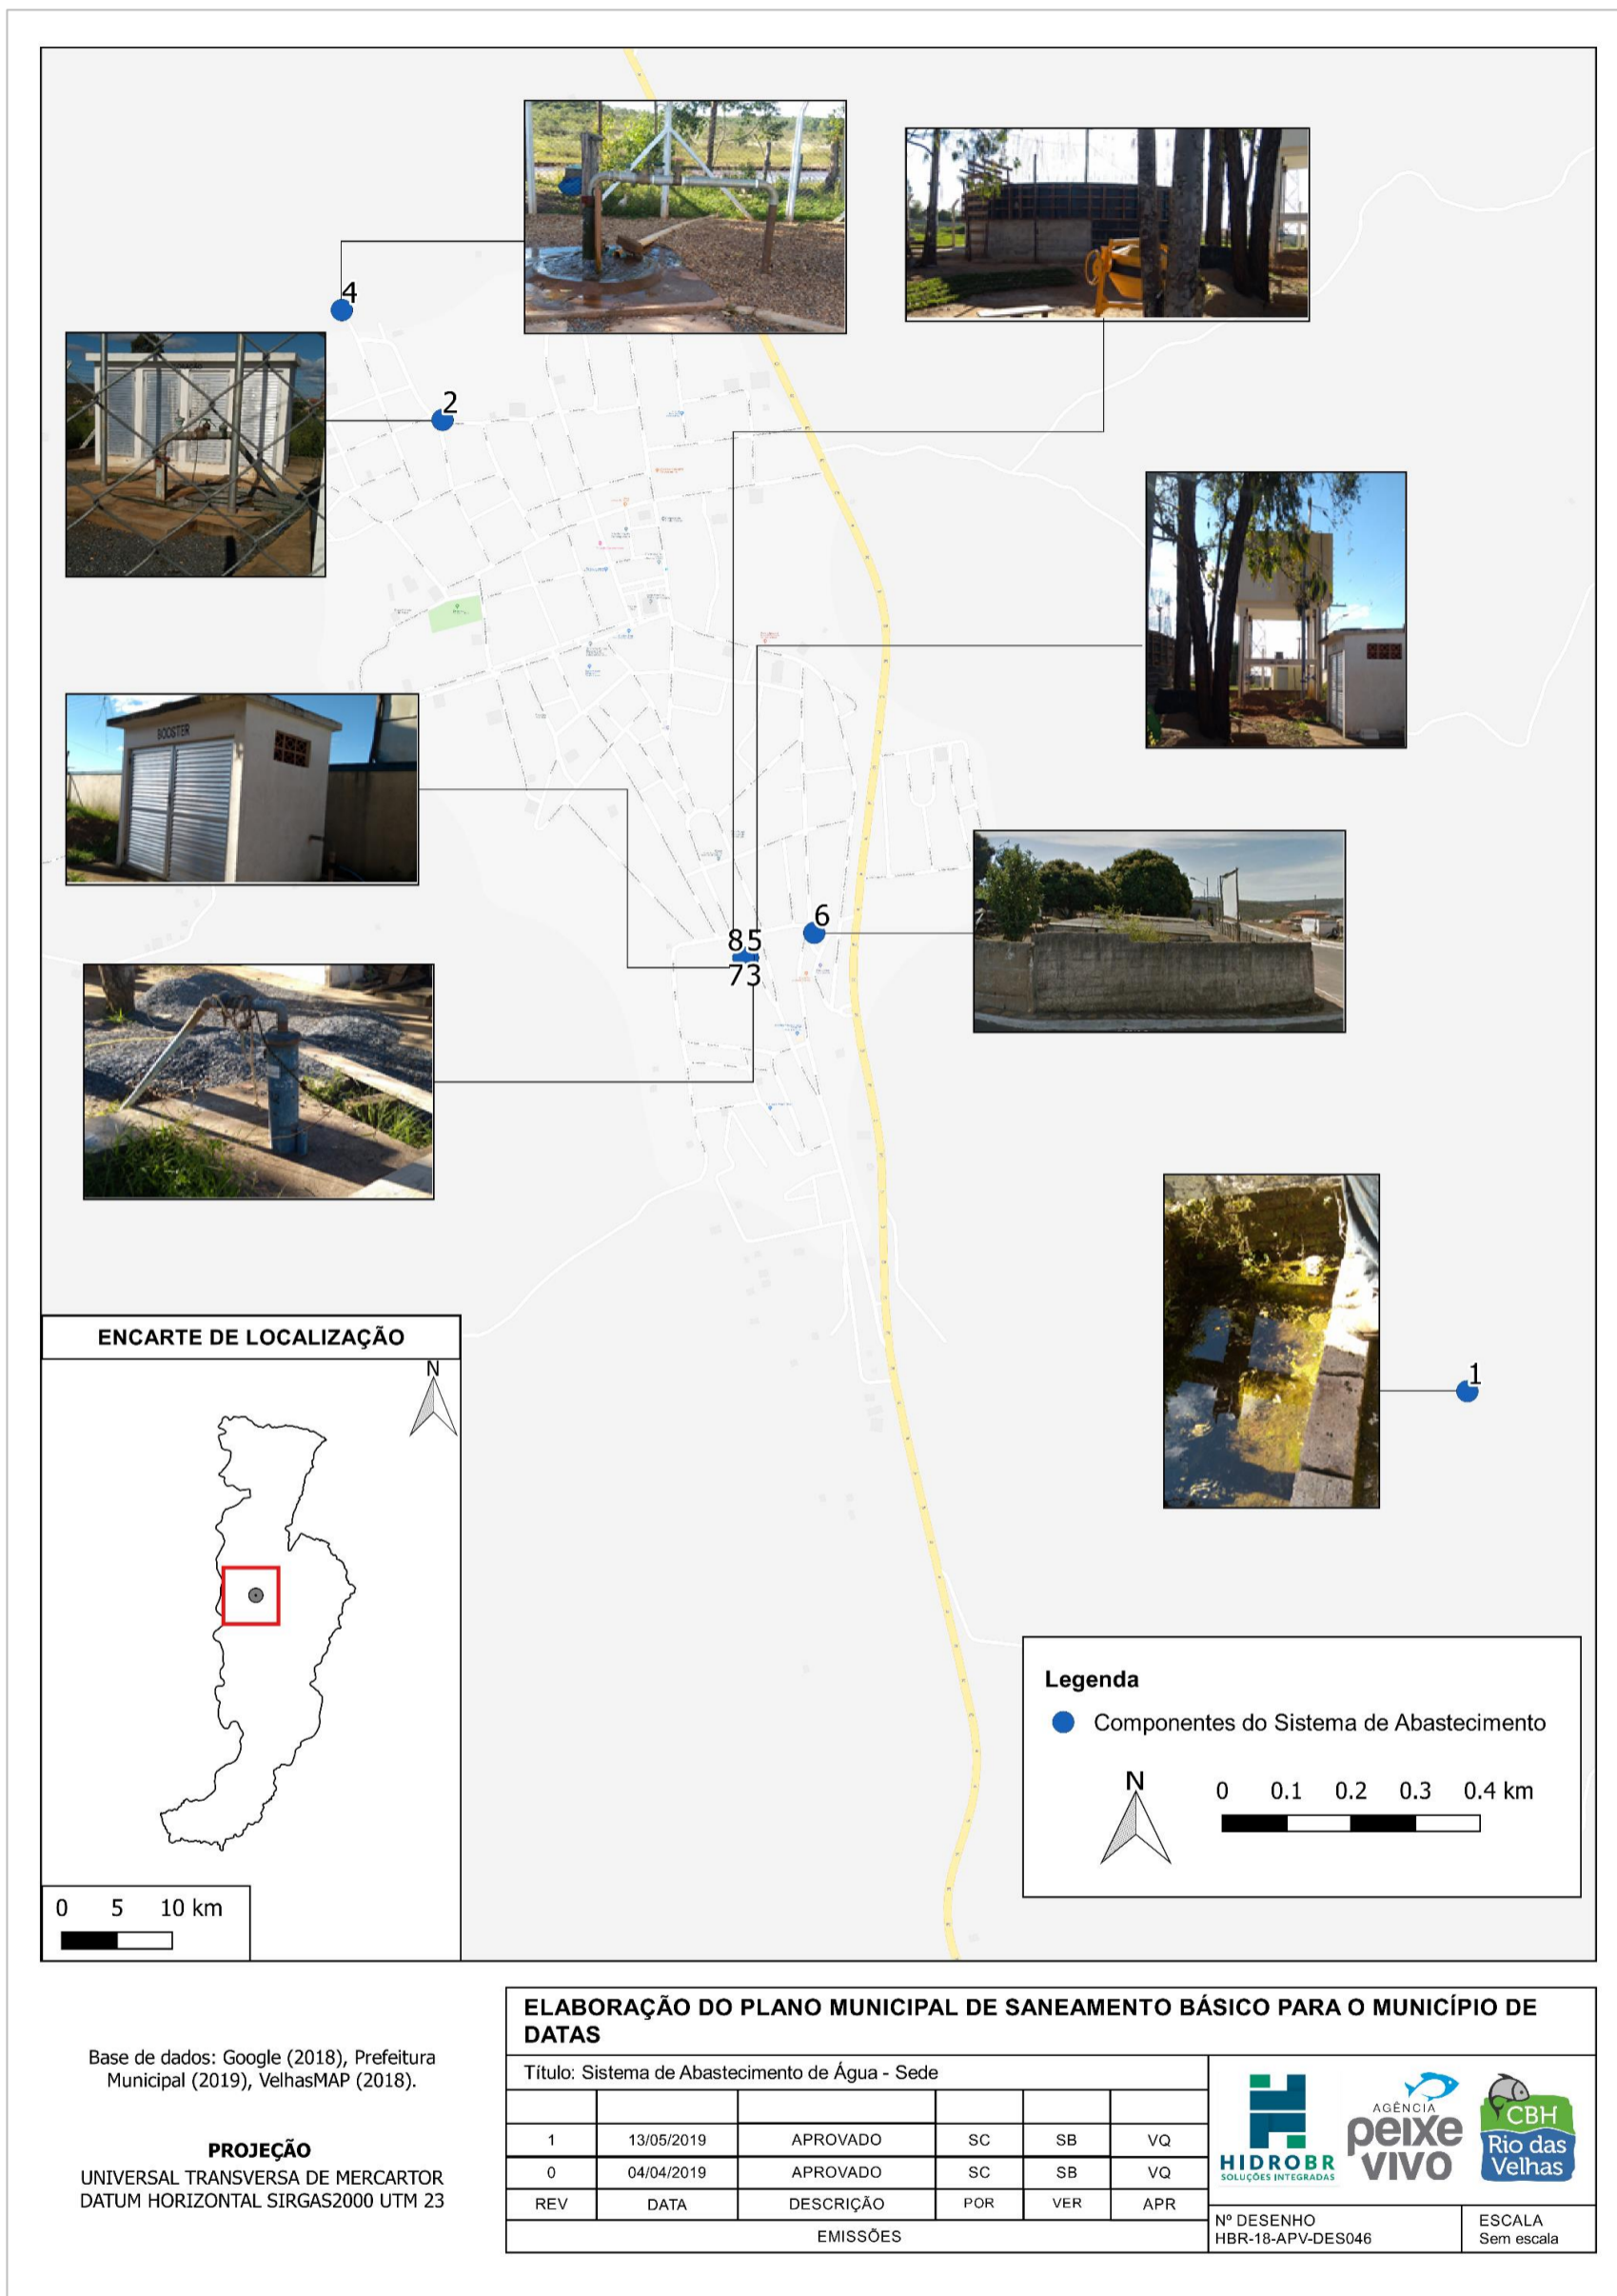 4
2
BOOSTER
6
85
73
1
ENCARTE DE LOCALIZAÇÃO
N
0 5 10 km
Legenda
Componentes do Sistema de Abastecimento
N
0 0.1 0.2 0.3 0.4 km
Base de dados: Google (2018), Prefeitura
Municipal (2019), VelhasMAP (2018).
PROJEÇÃO
UNIVERSAL TRANSVERSA DE MERCARTOR
DATUM HORIZONTAL SIRGAS2000 UTM 23
ELABORAÇÃO DO PLANO MUNICIPAL DE SANEAMENTO BÁSICO PARA O MUNICÍPIO DE
DATAS
Título: Sistema de Abastecimento de Água - Sede
1 13/05/2019 APROVADO SC SB VQ
0 04/04/2019 APROVADO SC SB VQ
REV DATA DESCRIÇÃO POR VER APR
EMISSÕES
HIDROBR
SOLUÇÕES INTEGRADAS
AGÊNCIA
peixe
VIVO
CBH
Rio das
Velhas
Nº DESENHO
HBR-18-APV-DES046
ESCALA
Sem escala